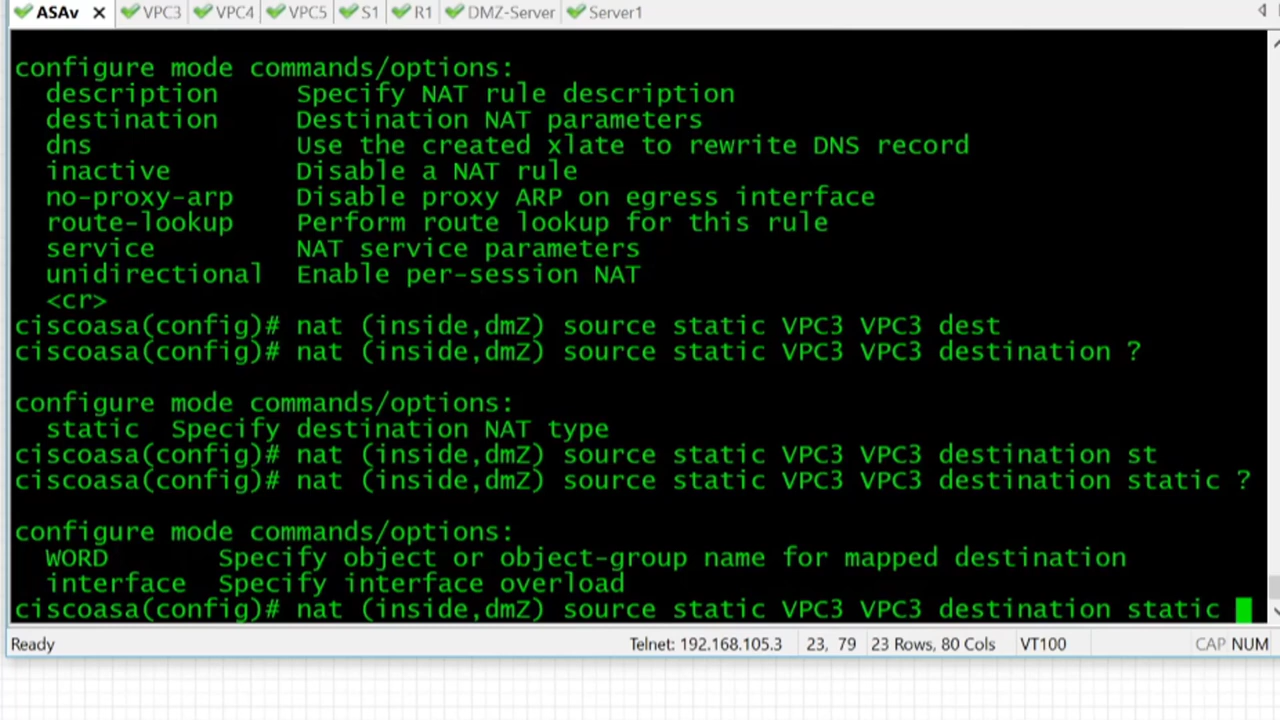 ASAv VPC3 VPC4 VPC5 S1 R1 DMZ-Server Server1
configure mode commands/options:
description Specify NAT rule description
destination Destination NAT parameters
dns Use the created xlate to rewrite DNS record
inactive Disable a NAT rule
no-proxy-arp Disable proxy ARP on egress interface
route-lookup Perform route lookup for this rule
service NAT service parameters
unidirectional Enable per-session NAT
<cr>
ciscoasa(config)# nat (inside,dmZ) source static VPC3 VPC3 dest
ciscoasa(config)# nat (inside,dmZ) source static VPC3 VPC3 destination ?
configure mode commands/options:
static Specify destination NAT type
ciscoasa(config)# nat (inside,dmZ) source static VPC3 VPC3 destination st
ciscoasa(config)# nat (inside,dmZ) source static VPC3 VPC3 destination static ?
configure mode commands/options:
WORD Specify object or object-group name for mapped destination
interface Specify interface overload
ciscoasa(config)# nat (inside,dmZ) source static VPC3 VPC3 destination static
Ready Telnet: 192.168.105.3 23, 79 23 Rows, 80 Cols VT100 CAP NUM